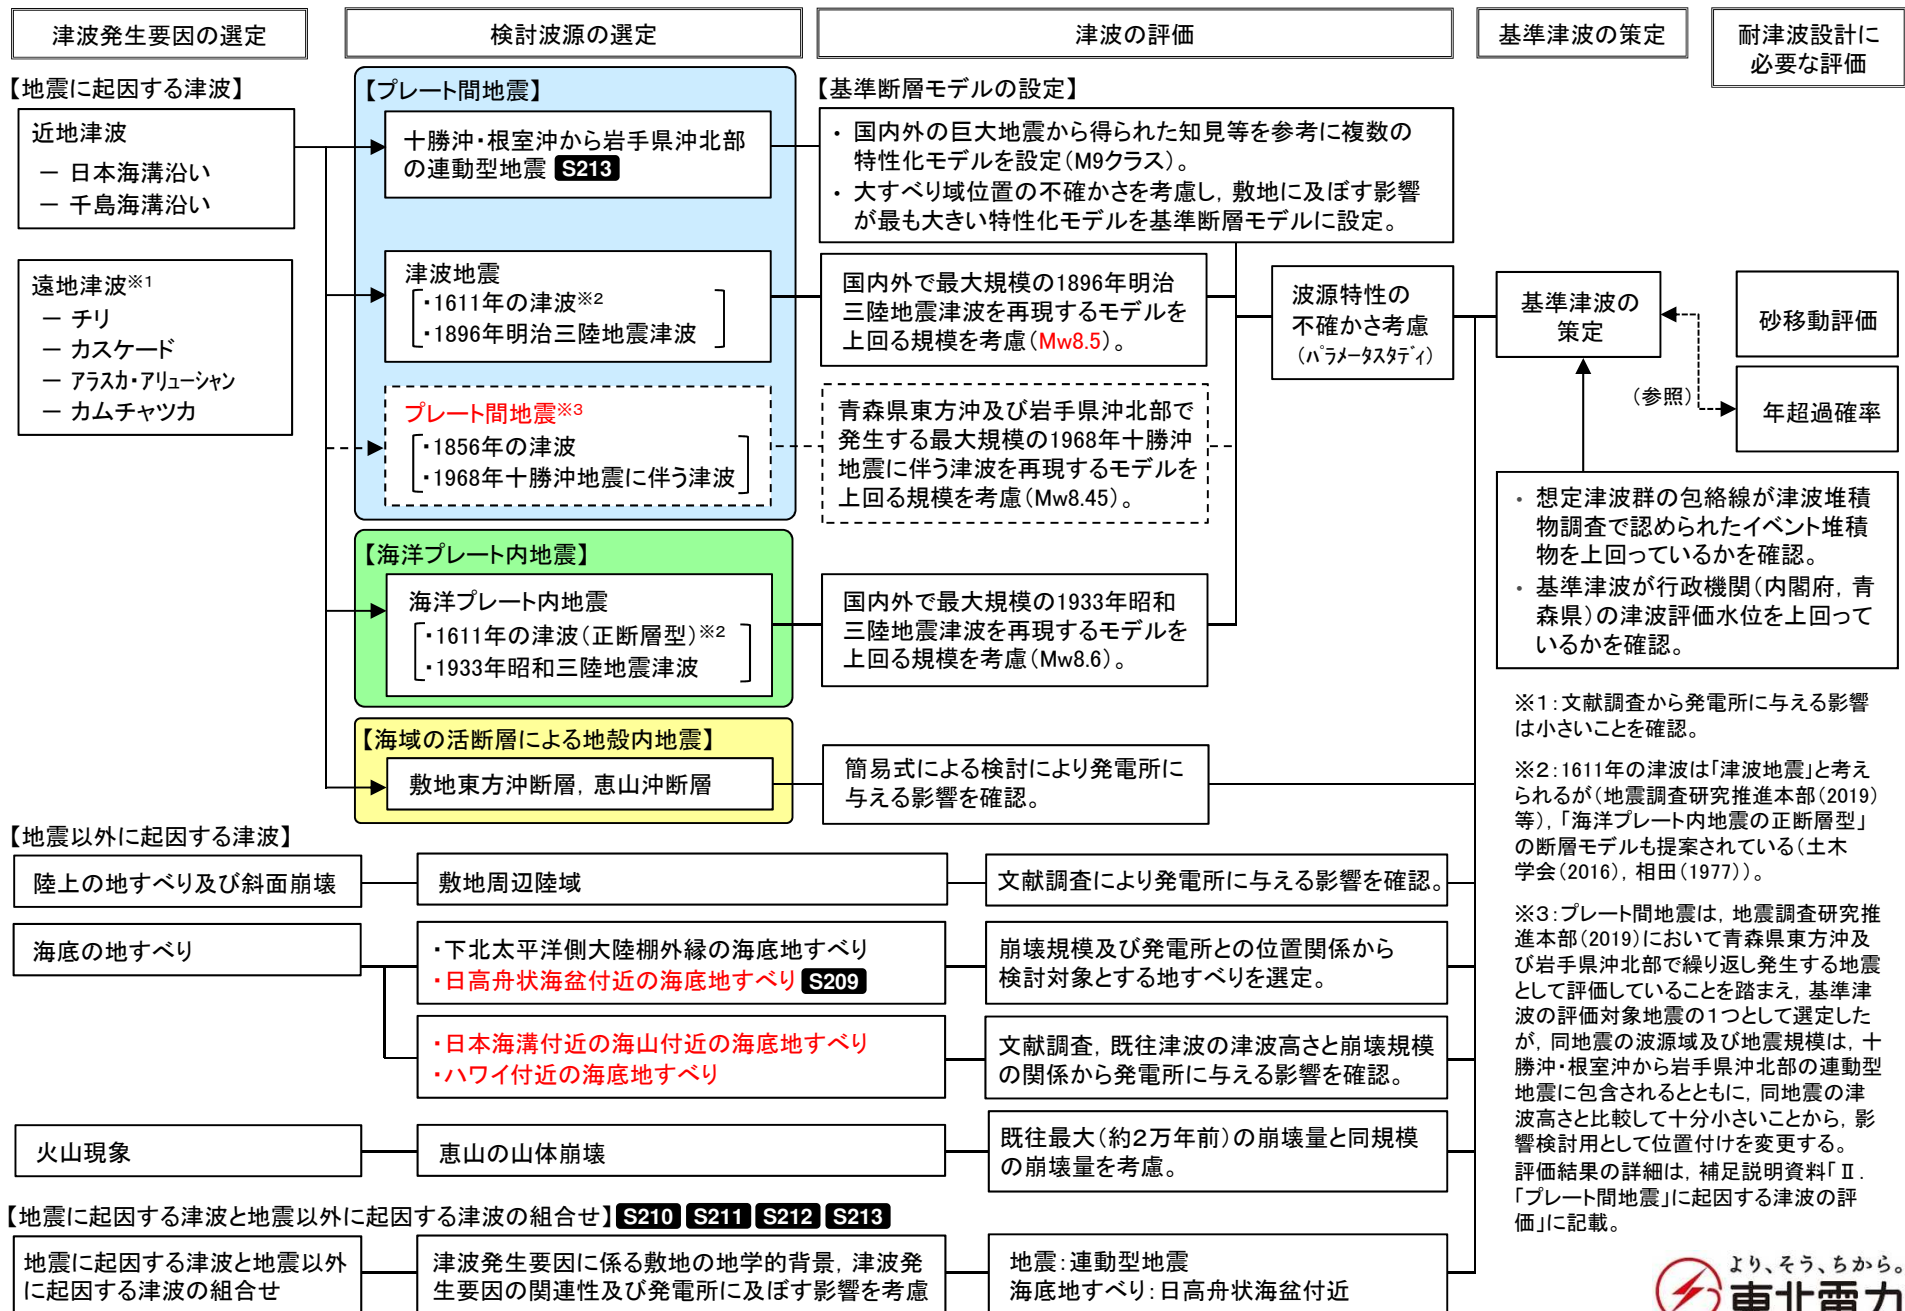 津波発生要因の選定
検討波源の選定
津波の評価
基準津波の策定
耐津波設計に
必要な評価
【地震に起因する津波】
近地津波
－ 日本海溝沿い
－ 千島海溝沿い
遠地津波※1
－ チリ
－ カスケード
－ アラスカ・アリューシャン
－ カムチャツカ
【プレート間地震】
十勝沖・根室沖から岩手県沖北部
の連動型地震 S213
津波地震
・1611年の津波※2
・1896年明治三陸地震津波
プレート間地震※3
・1856年の津波
・1968年十勝沖地震に伴う津波
【海洋プレート内地震】
海洋プレート内地震
・1611年の津波（正断層型）※2
・1933年昭和三陸地震津波
【海域の活断層による地殻内地震】
敷地東方沖断層，恵山沖断層
【基準断層モデルの設定】
・ 国内外の巨大地震から得られた知見等を参考に複数の
特性化モデルを設定（M9クラス）。
・ 大すべり域位置の不確かさを考慮し，敷地に及ぼす影響
が最も大きい特性化モデルを基準断層モデルに設定。
国内外で最大規模の1896年明治
三陸地震津波を再現するモデルを
上回る規模を考慮（Mw8.5）。
青森県東方沖及び岩手県沖北部で
発生する最大規模の1968年十勝沖
地震に伴う津波を再現するモデルを
上回る規模を考慮（Mw8.45）。
国内外で最大規模の1933年昭和
三陸地震津波を再現するモデルを
上回る規模を考慮（Mw8.6）。
簡易式による検討により発電所に
与える影響を確認。
波源特性の
不確かさ考慮
（ﾊﾟﾗﾒｰﾀｽﾀﾃﾞｨ）
基準津波の
策定
砂移動評価
（参照）
年超過確率
・ 想定津波群の包絡線が津波堆積
物調査で認められたイベント堆積
物を上回っているかを確認。
・ 基準津波が行政機関（内閣府，青
森県）の津波評価水位を上回って
いるかを確認。
【地震以外に起因する津波】
陸上の地すべり及び斜面崩壊
敷地周辺陸域
文献調査により発電所に与える影響を確認。
海底の地すべり
・下北太平洋側大陸棚外縁の海底地すべり
・日高舟状海盆付近の海底地すべり S209
崩壊規模及び発電所との位置関係から
検討対象とする地すべりを選定。
・日本海溝付近の海山付近の海底地すべり
・ハワイ付近の海底地すべり
文献調査，既往津波の津波高さと崩壊規模
の関係から発電所に与える影響を確認。
火山現象
恵山の山体崩壊
既往最大（約２万年前）の崩壊量と同規模
の崩壊量を考慮。
【地震に起因する津波と地震以外に起因する津波の組合せ】 S210 S211 S212 S213
地震に起因する津波と地震以外
に起因する津波の組合せ
津波発生要因に係る敷地の地学的背景，津波発
生要因の関連性及び発電所に及ぼす影響を考慮
地震：連動型地震
海底地すべり：日高舟状海盆付近
※１：文献調査から発電所に与える影響
は小さいことを確認。
※２：1611年の津波は「津波地震」と考え
られるが（地震調査研究推進本部（2019）
等），「海洋プレート内地震の正断層型」
の断層モデルも提案されている（土木
学会（2016），相田（1977））。
※３：プレート間地震は，地震調査研究推
進本部（2019）において青森県東方沖及
び岩手県沖北部で繰り返し発生する地震
として評価していることを踏まえ，基準津
波の評価対象地震の１つとして選定した
が，同地震の波源域及び地震規模は，十
勝沖・根室沖から岩手県沖北部の連動型
地震に包含されるとともに，同地震の津
波高さと比較して十分小さいことから，影
響検討用として位置付けを変更する。
評価結果の詳細は，補足説明資料「Ⅱ．
「プレート間地震」に起因する津波の評
価」に記載。
より、そう、ちから。
東北電力